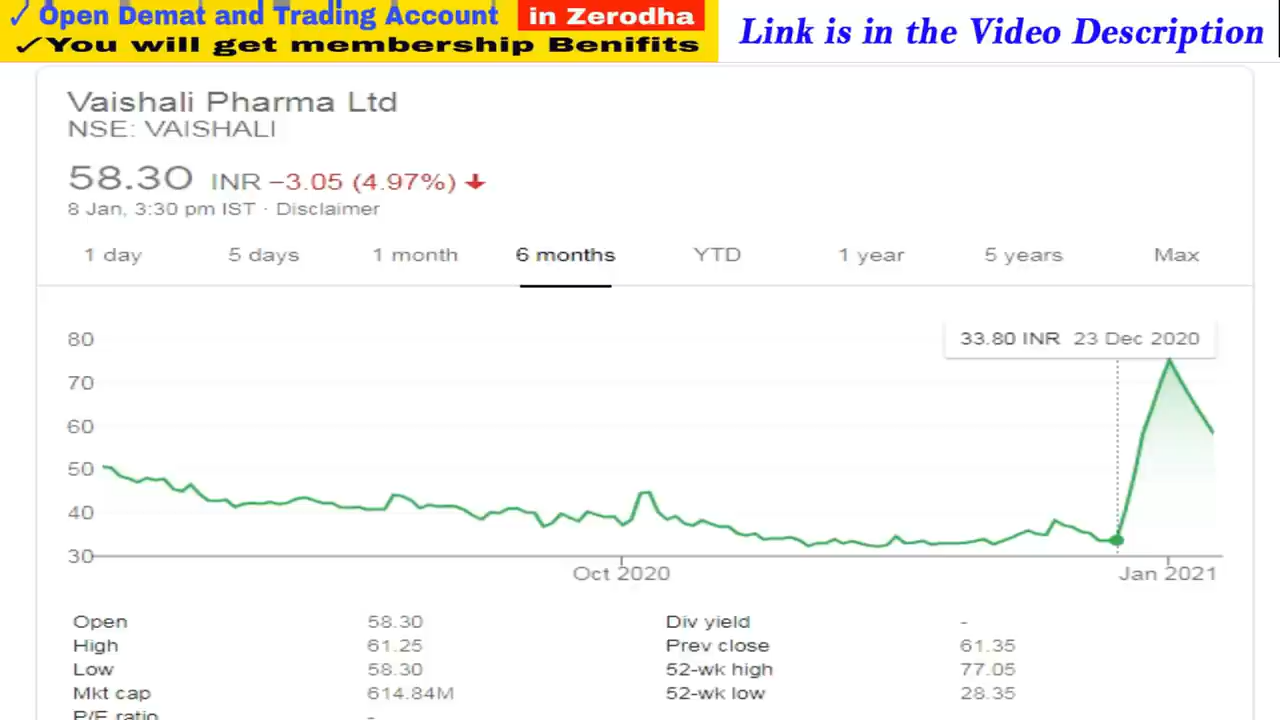 ✓ Open Demat and Trading Account in Zerodha
✓You will get membership Benifits
Link is in the Video Description
Vaishali Pharma Ltd
NSE: VAISHALI
58.30 INR −3.05 (4.97%) ↓
8 Jan, 3:30 pm IST · Disclaimer
1 day 5 days 1 month 6 months YTD 1 year 5 years Max
33.80 INR 23 Dec 2020
80
70
60
50
40
30
Oct 2020 Jan 2021
Open 58.30 Div yield -
High 61.25 Prev close 61.35
Low 58.30 52-wk high 77.05
Mkt cap 614.84M 52-wk low 28.35
P/E ratio -